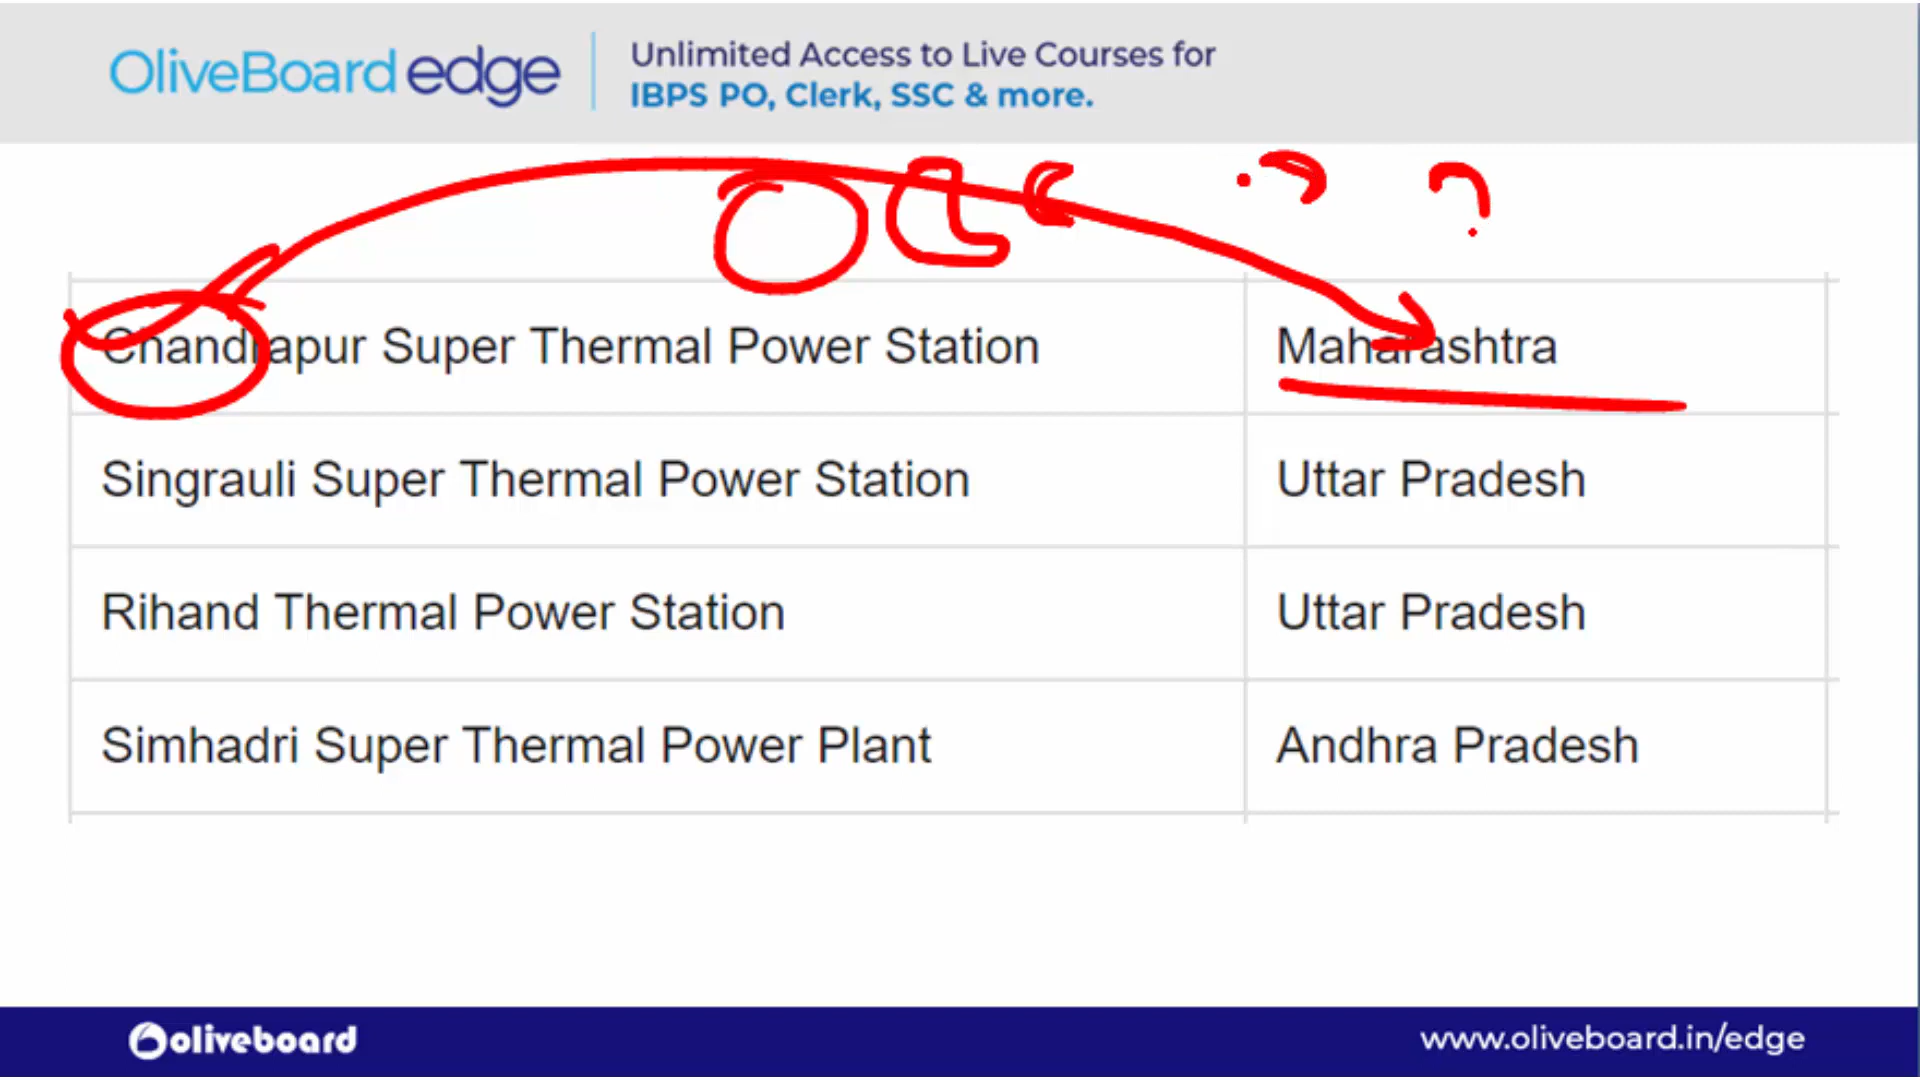 OliveBoard edge
Unlimited Access to Live Courses for
IBPS PO, Clerk, SSC & more.
Chandrapur Super Thermal Power Station Maharashtra
Singrauli Super Thermal Power Station Uttar Pradesh
Rihand Thermal Power Station Uttar Pradesh
Simhadri Super Thermal Power Plant Andhra Pradesh
oliveboard www.oliveboard.in/edge